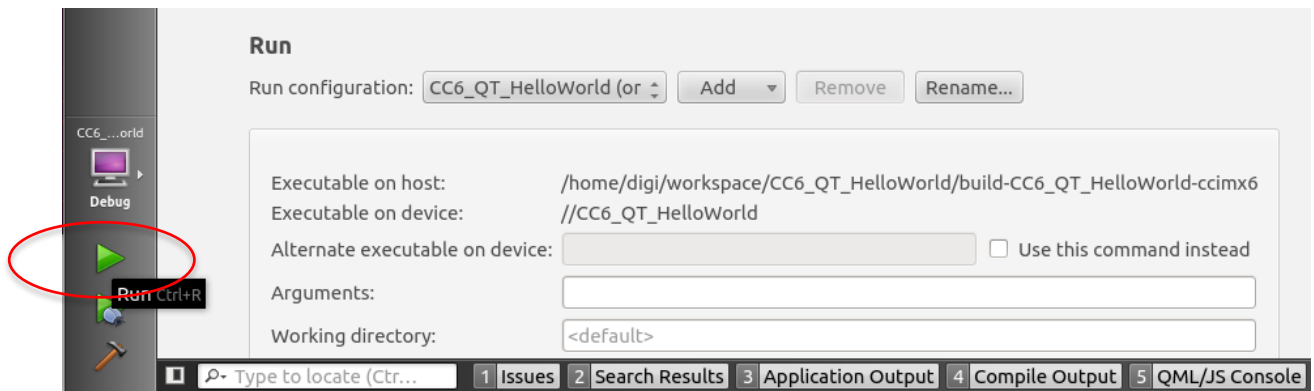 Run
Run configuration: CC6_QT_HelloWorld (or Add Remove Rename...
CC6_...orld
Debug
Executable on host: /home/digi/workspace/CC6_QT_HelloWorld/build-CC6_QT_HelloWorld-ccimx6
Executable on device: //CC6_QT_HelloWorld
Alternate executable on device: Use this command instead
Run Ctrl+R
Arguments:
Working directory: <default>
Type to locate (Ctr... 1 Issues 2 Search Results 3 Application Output 4 Compile Output 5 QML/JS Console